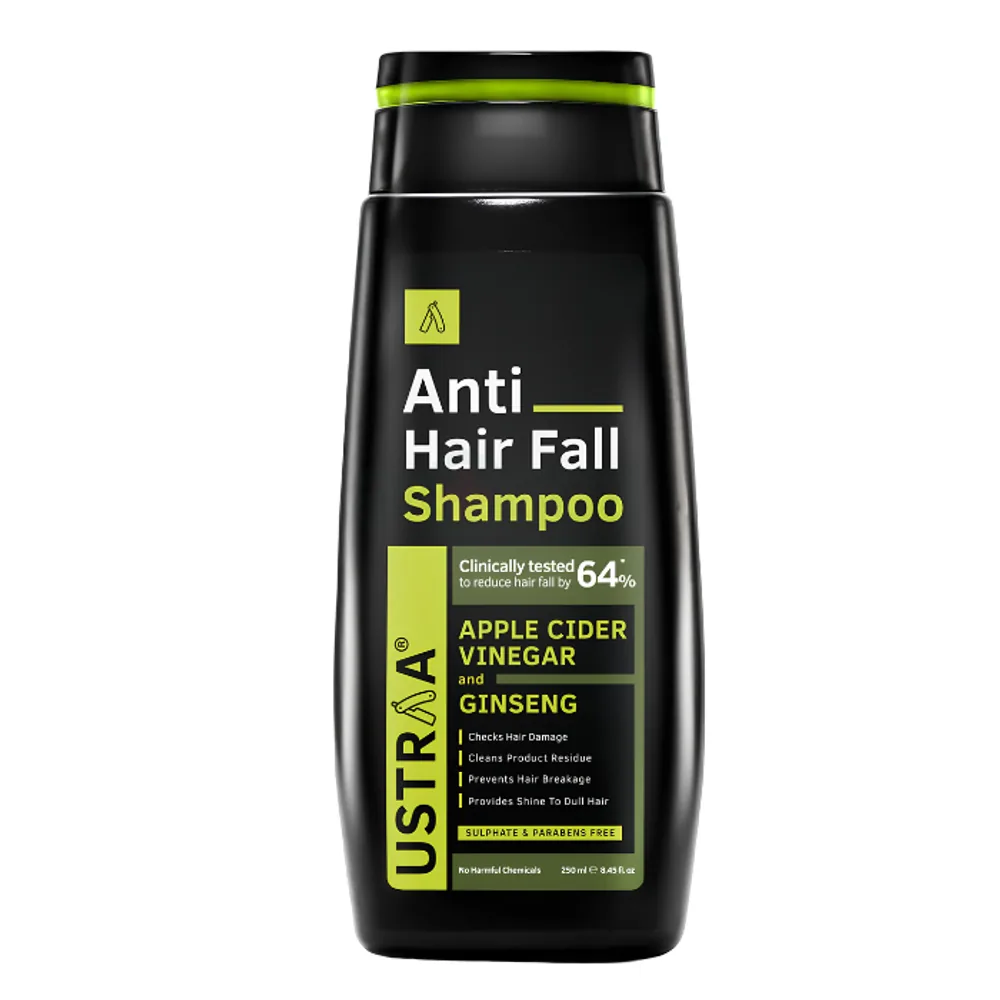 Anti
Hair Fall
Shampoo
Clinically tested
to reduce hair fall by 64*%
APPLE CIDER
VINEGAR
and
GINSENG
Checks Hair Damage
Cleans Product Residue
Prevents Hair Breakage
Provides Shine To Dull Hair
SULPHATE & PARABENS FREE
No Harmful Chemicals 250 ml ℮ 8.45 fl. oz
USTRAA®